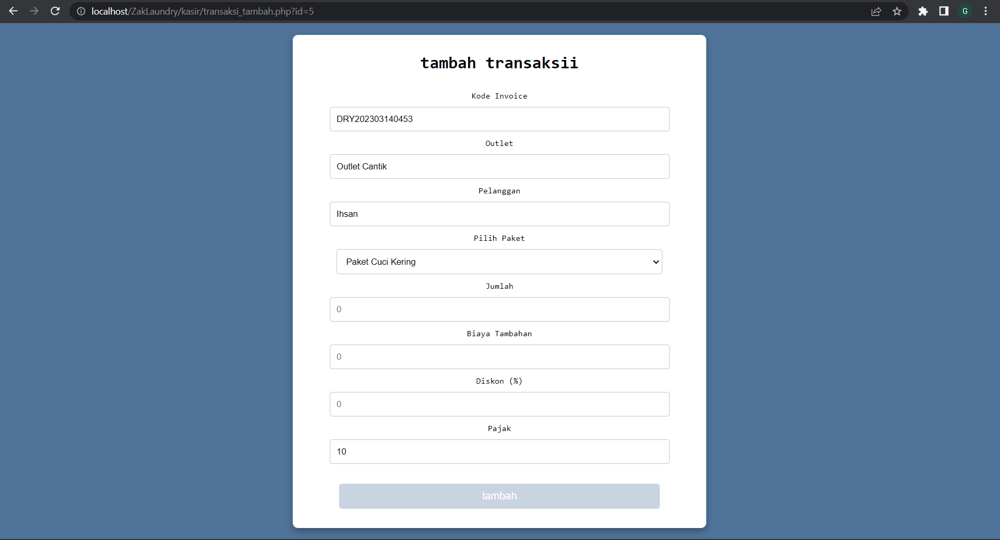 localhost/ZakLaundry/kasir/transaksi_tambah.php?id=5
G
tambah transaksii
Kode Invoice
DRY202303140453
Outlet
Outlet Cantik
Pelanggan
Ihsan
Pilih Paket
Paket Cuci Kering
Jumlah
0
Biaya Tambahan
0
Diskon (%)
0
Pajak
10
tambah